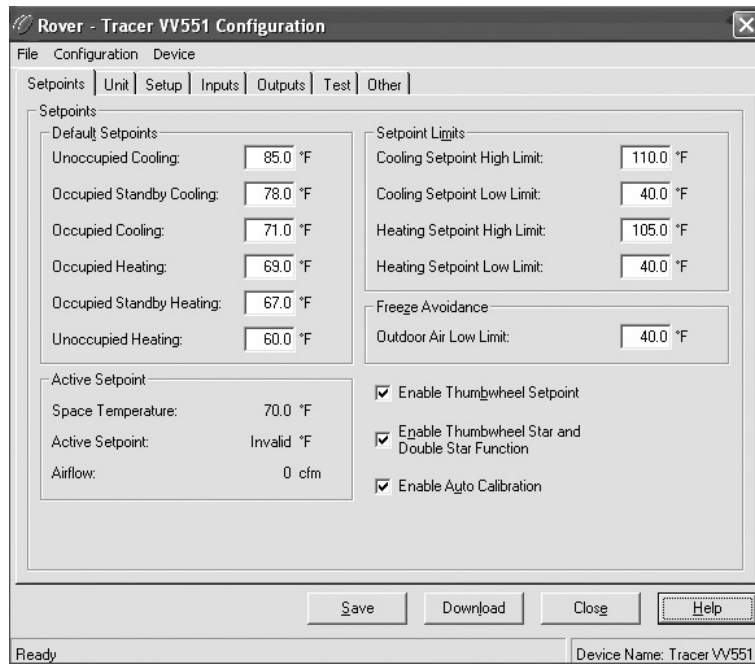 Rover - Tracer VV551 Configuration
File Configuration Device
Setpoints Unit Setup Inputs Outputs Test Other
Setpoints
Default Setpoints
Unoccupied Cooling: 85.0 °F
Occupied Standby Cooling: 78.0 °F
Occupied Cooling: 71.0 °F
Occupied Heating: 69.0 °F
Occupied Standby Heating: 67.0 °F
Unoccupied Heating: 60.0 °F
Active Setpoint
Space Temperature: 70.0 °F
Active Setpoint: Invalid °F
Airflow: 0 cfm
Setpoint Limits
Cooling Setpoint High Limit: 110.0 °F
Cooling Setpoint Low Limit: 40.0 °F
Heating Setpoint High Limit: 105.0 °F
Heating Setpoint Low Limit: 40.0 °F
Freeze Avoidance
Outdoor Air Low Limit: 40.0 °F
Enable Thumbwheel Setpoint
Enable Thumbwheel Star and
Double Star Function
Enable Auto Calibration
Save Download Close Help
Ready Device Name: Tracer VV551